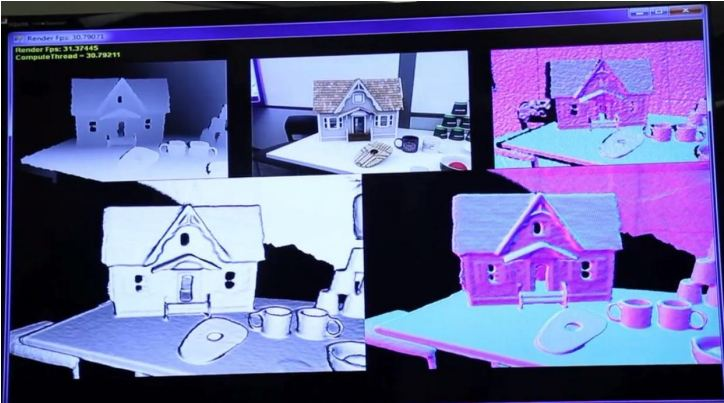 Render Fps: 30.79071
Render Fps: 31.37445
ComputeThread = 30.79211